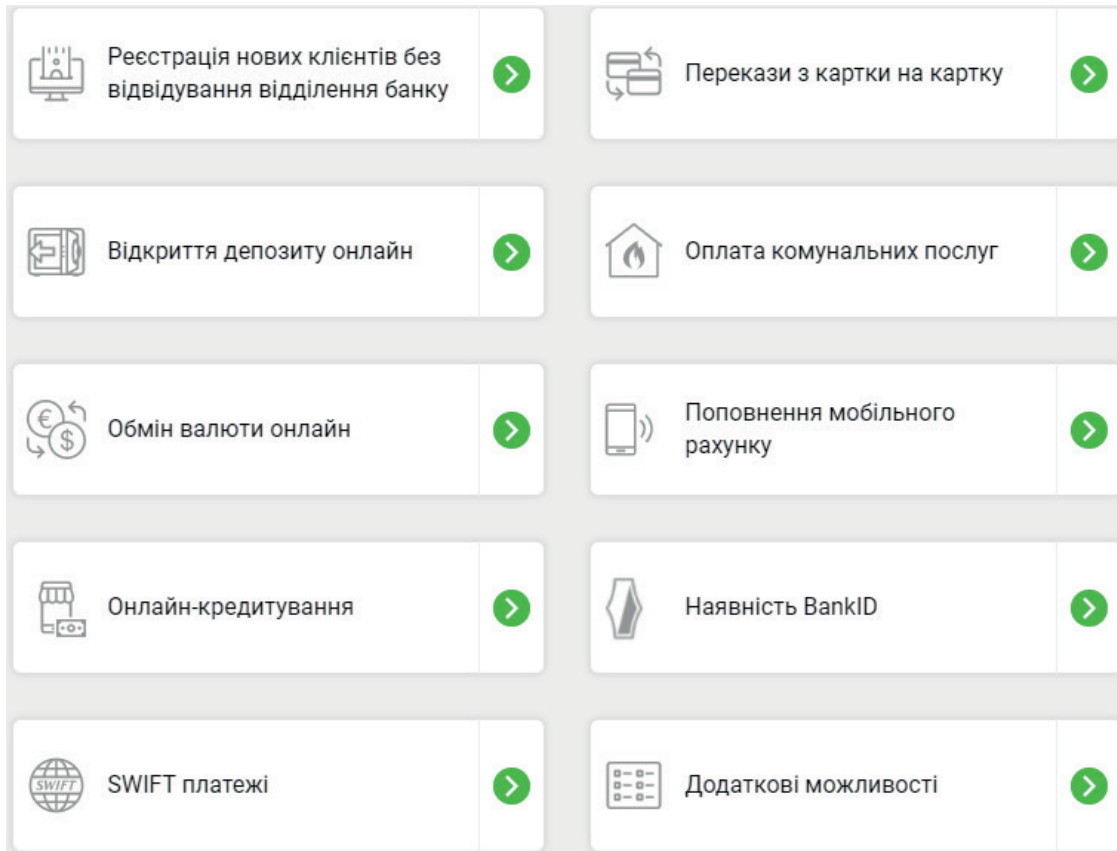 Реєстрація нових клієнтів без
відвідування відділення банку
Перекази з картки на картку
Відкриття депозиту онлайн
Оплата комунальних послуг
€
$
Обмін валюти онлайн
Поповнення мобільного
рахунку
Онлайн-кредитування
Наявність BankID
SWIFT
SWIFT платежі
Додаткові можливості